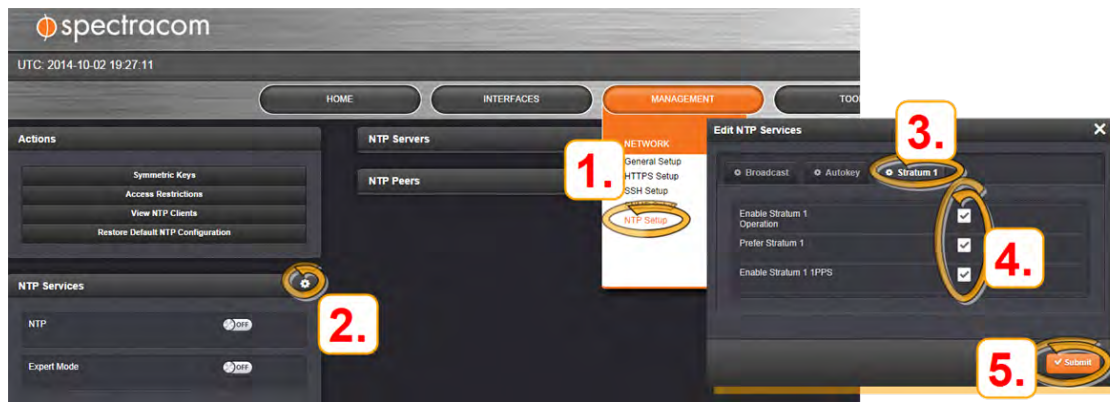 spectracom
UTC: 2014-10-02 19:27:11
HOME
INTERFACES
MANAGEMENT
TOO
Actions
Symmetric Keys
Access Restrictions
View NTP Clients
Restore Default NTP Configuration
NTP Services
NTP
OFF
Expert Mode
OFF
2.
NTP Servers
NTP Peers
1.
NETWORK
General Setup
HTTPS Setup
SSH Setup
NTP Setup
Edit NTP Services
3.
Broadcast
Autokey
Stratum 1
Enable Stratum 1
Operation
Prefer Stratum 1
Enable Stratum 1 1PPS
4.
5.
Submit